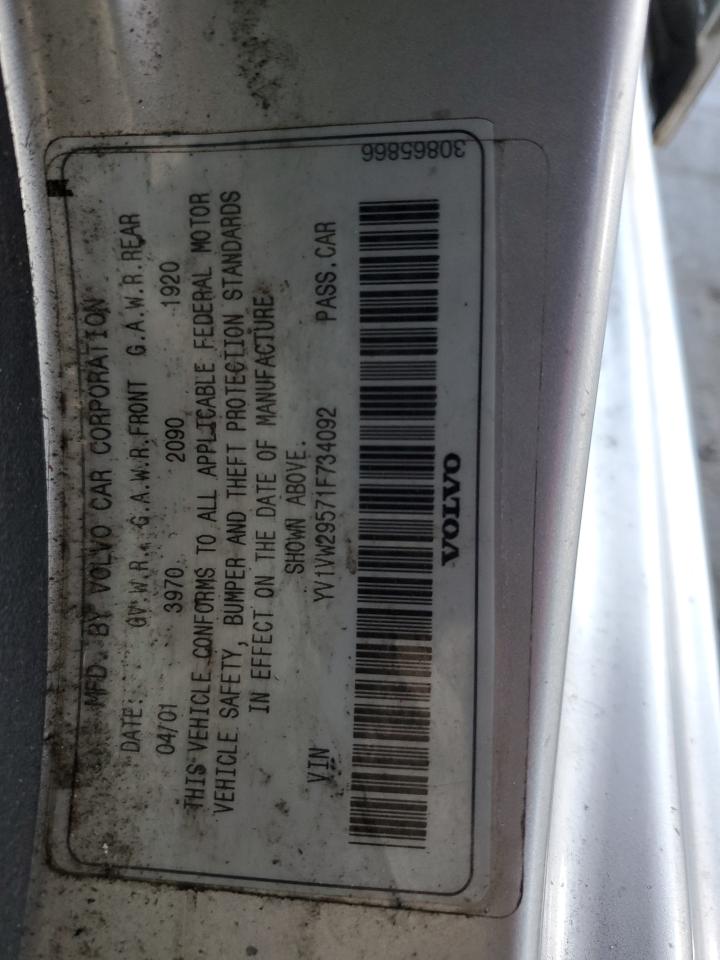 MFD. BY VOLVO CAR CORPORATION
DATE: GV.W.R. G.A.W.R.FRONT G.A.W.R.REAR
04/01 3970 2090 1920
THIS VEHICLE CONFORMS TO ALL APPLICABLE FEDERAL MOTOR
VEHICLE SAFETY, BUMPER AND THEFT PROTECTION STANDARDS
IN EFFECT ON THE DATE OF MANUFACTURE
SHOWN ABOVE.
VIN YV1VW29571F734092 PASS.CAR
VOLVO
30865866